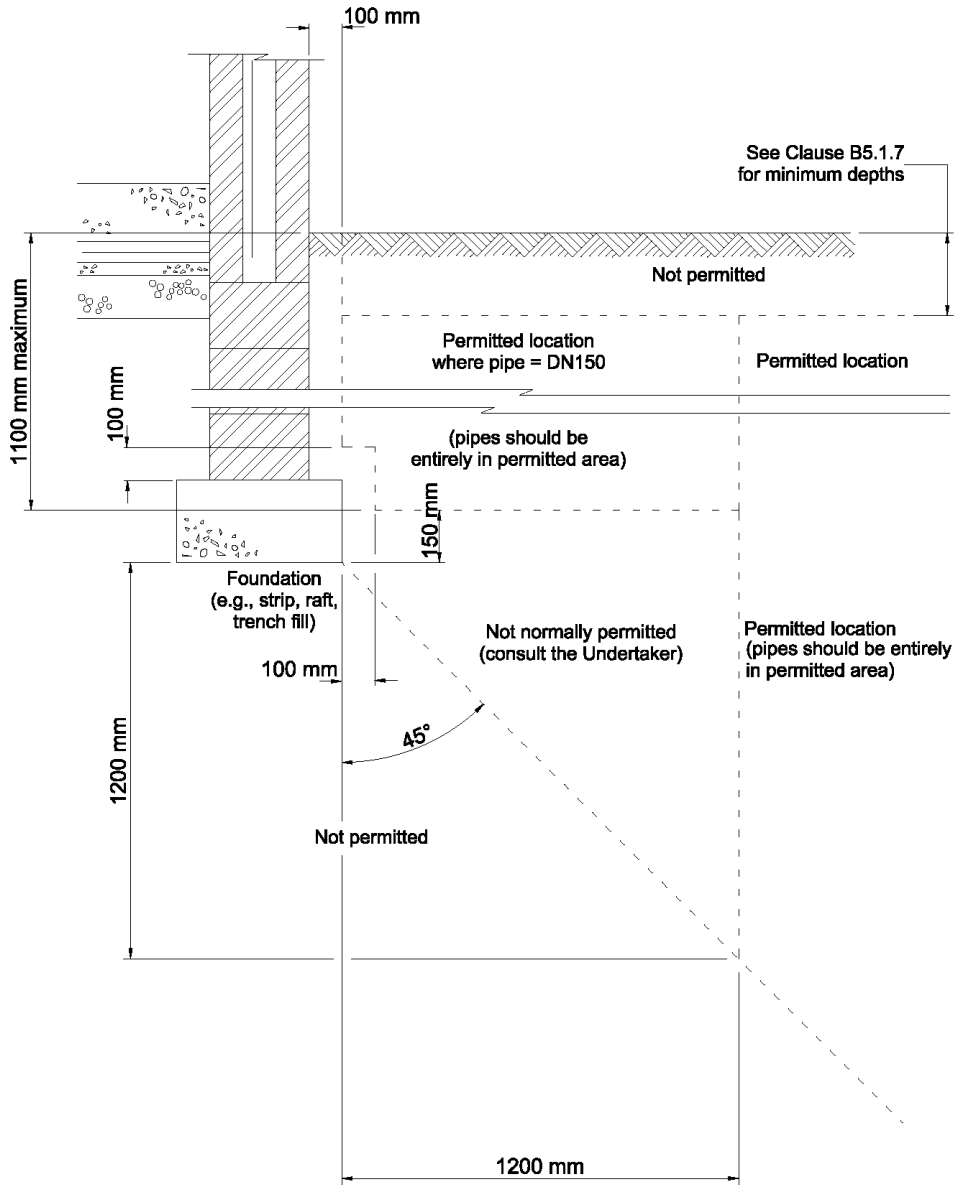 100 mm
See Clause B5.1.7
for minimum depths
Not permitted
Permitted location
where pipe = DN150
Permitted location
1100 mm maximum
100 mm
(pipes should be
entirely in permitted area)
150 mm
Foundation
(e.g., strip, raft,
trench fill)
Not normally permitted
(consult the Undertaker)
Permitted location
(pipes should be entirely
in permitted area)
100 mm
45°
1200 mm
Not permitted
1200 mm